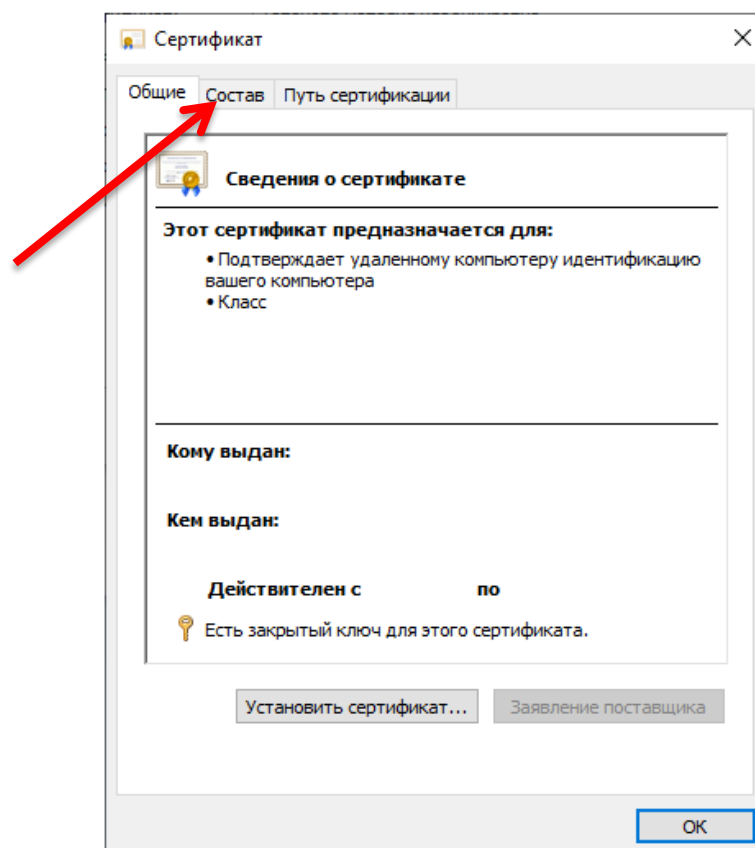 Сертификат
Общие Состав Путь сертификации
Сведения о сертификате
Этот сертификат предназначается для:
• Подтверждает удаленному компьютеру идентификацию
вашего компьютера
• Класс
Кому выдан:
Кем выдан:
Действителен с по
Есть закрытый ключ для этого сертификата.
Установить сертификат... Заявление поставщика
OK